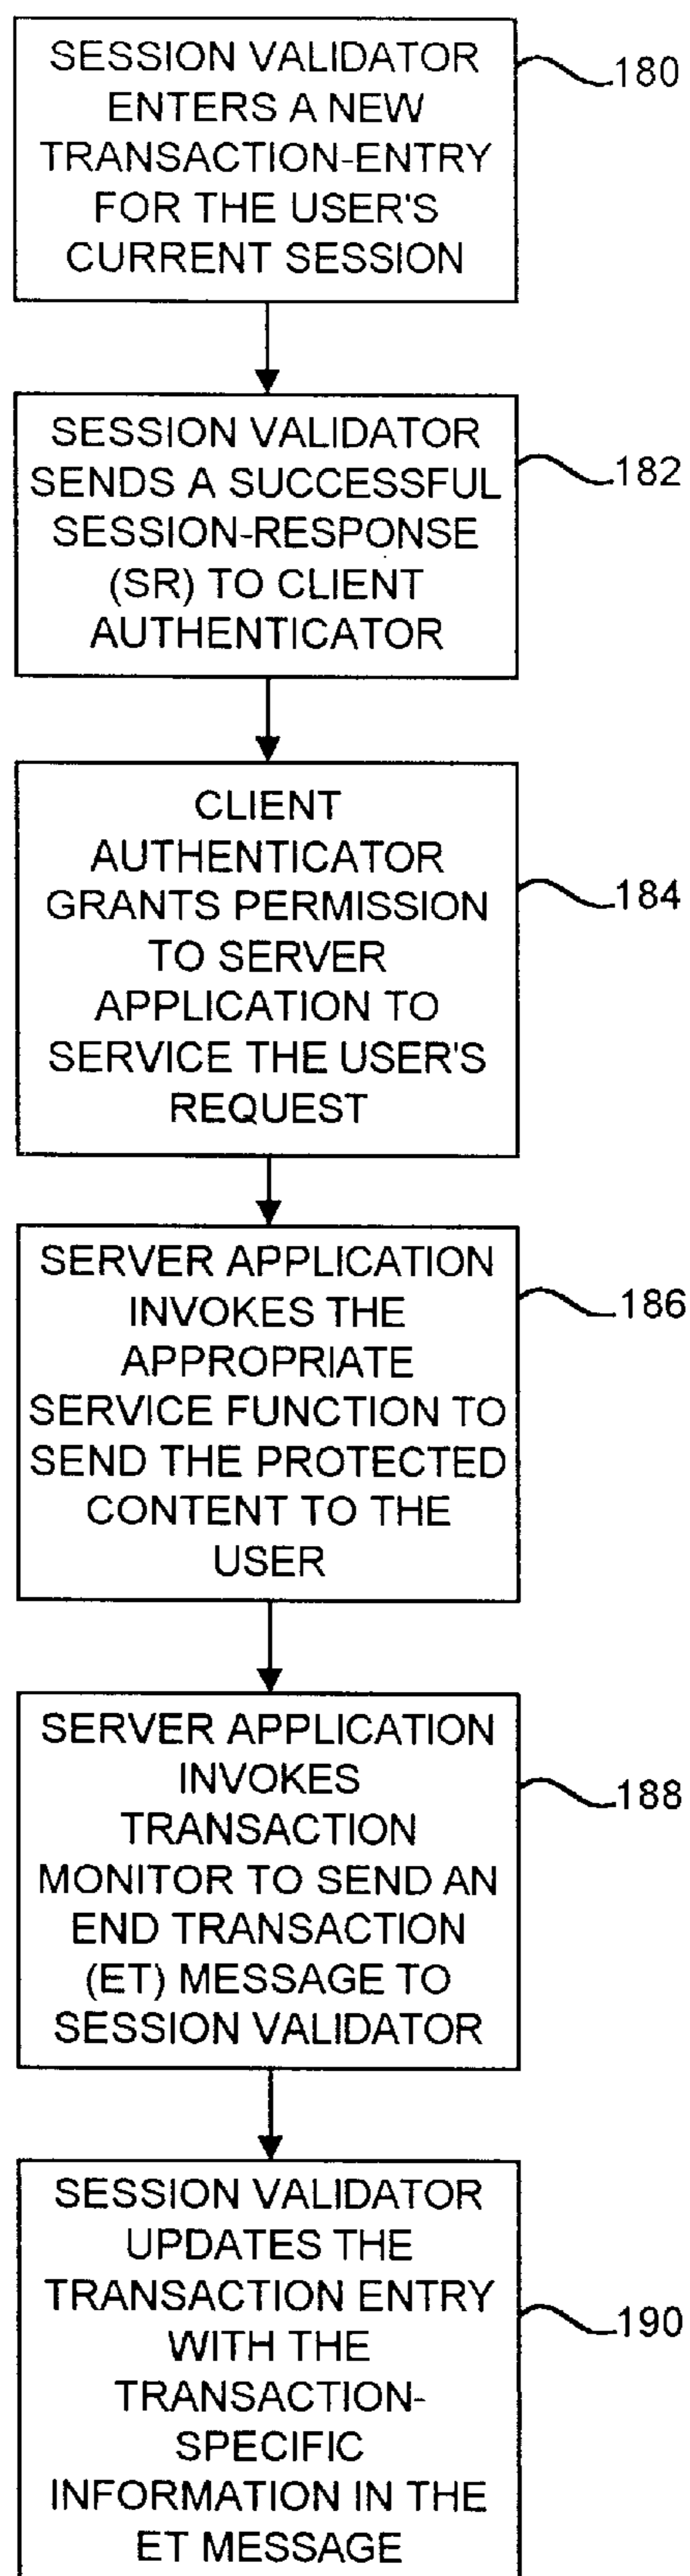 SESSION VALIDATOR
ENTERS A NEW
TRANSACTION-ENTRY
FOR THE USER'S
CURRENT SESSION
180
SESSION VALIDATOR
SENDS A SUCCESSFUL
SESSION-RESPONSE
(SR) TO CLIENT
AUTHENTICATOR
182
CLIENT
AUTHENTICATOR
GRANTS PERMISSION
TO SERVER
APPLICATION TO
SERVICE THE USER'S
REQUEST
184
SERVER APPLICATION
INVOKES THE
APPROPRIATE
SERVICE FUNCTION TO
SEND THE PROTECTED
CONTENT TO THE
USER
186
SERVER APPLICATION
INVOKES
TRANSACTION
MONITOR TO SEND AN
END TRANSACTION
(ET) MESSAGE TO
SESSION VALIDATOR
188
SESSION VALIDATOR
UPDATES THE
TRANSACTION ENTRY
WITH THE
TRANSACTION-
SPECIFIC
INFORMATION IN THE
ET MESSAGE
190